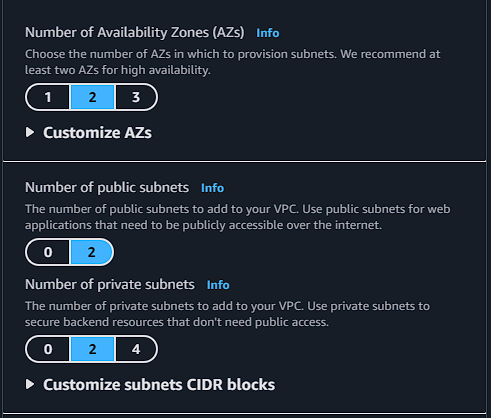 Number of Availability Zones (AZs) Info
Choose the number of AZs in which to provision subnets. We recommend at
least two AZs for high availability.
1 2 3
Customize AZs
Number of public subnets Info
The number of public subnets to add to your VPC. Use public subnets for web
applications that need to be publicly accessible over the internet.
0 2
Number of private subnets Info
The number of private subnets to add to your VPC. Use private subnets to
secure backend resources that don't need public access.
0 2 4
Customize subnets CIDR blocks